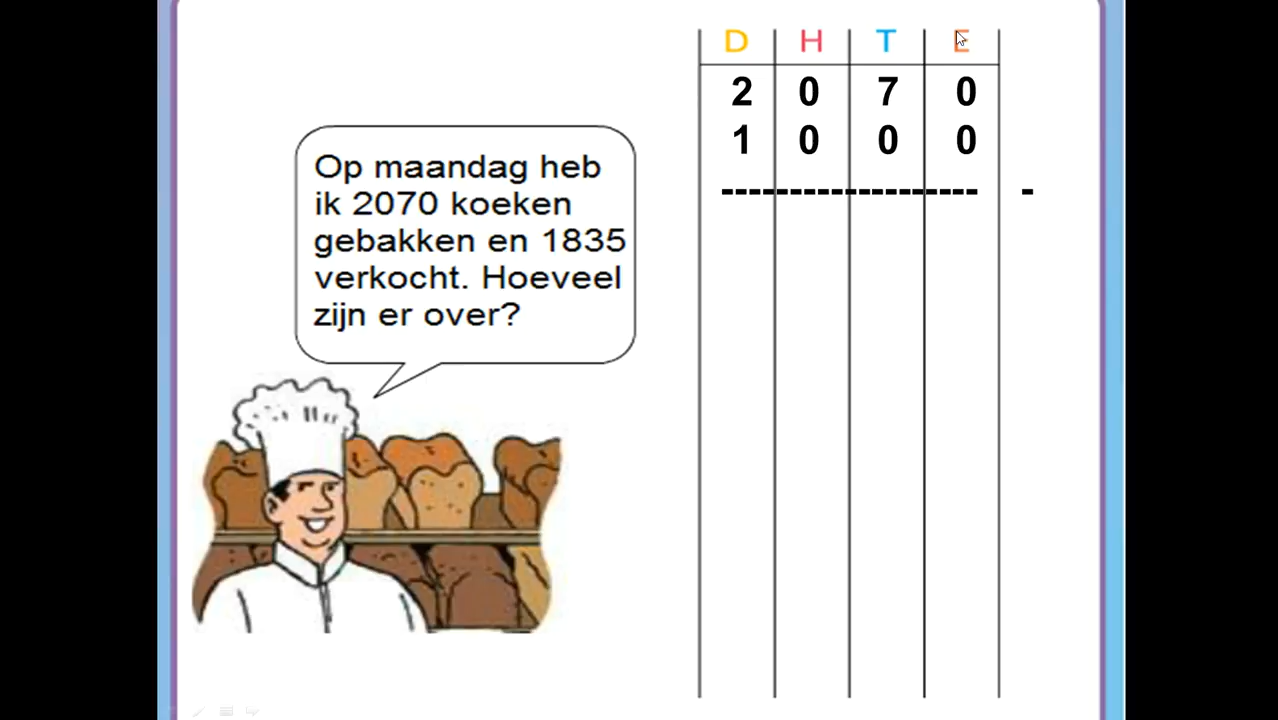 D H T E
2 0 7 0
1 0 0 0
------------------- -
Op maandag heb
ik 2070 koeken
gebakken en 1835
verkocht. Hoeveel
zijn er over?